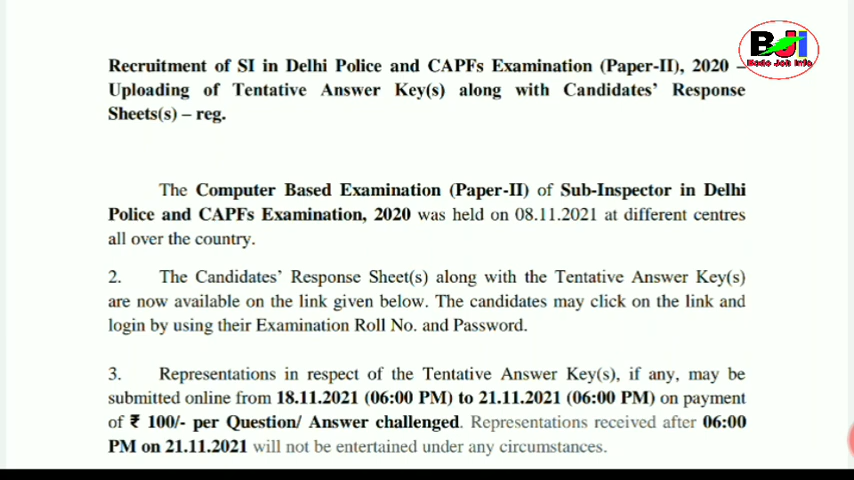 BJI
Bado Job Info
Recruitment of SI in Delhi Police and CAPFs Examination (Paper-II), 2020 –
Uploading of Tentative Answer Key(s) along with Candidates' Response
Sheets(s) – reg.
The Computer Based Examination (Paper-II) of Sub-Inspector in Delhi
Police and CAPFs Examination, 2020 was held on 08.11.2021 at different centres
all over the country.
2. The Candidates' Response Sheet(s) along with the Tentative Answer Key(s)
are now available on the link given below. The candidates may click on the link and
login by using their Examination Roll No. and Password.
3. Representations in respect of the Tentative Answer Key(s), if any, may be
submitted online from 18.11.2021 (06:00 PM) to 21.11.2021 (06:00 PM) on payment
of ₹ 100/- per Question/ Answer challenged. Representations received after 06:00
PM on 21.11.2021 will not be entertained under any circumstances.